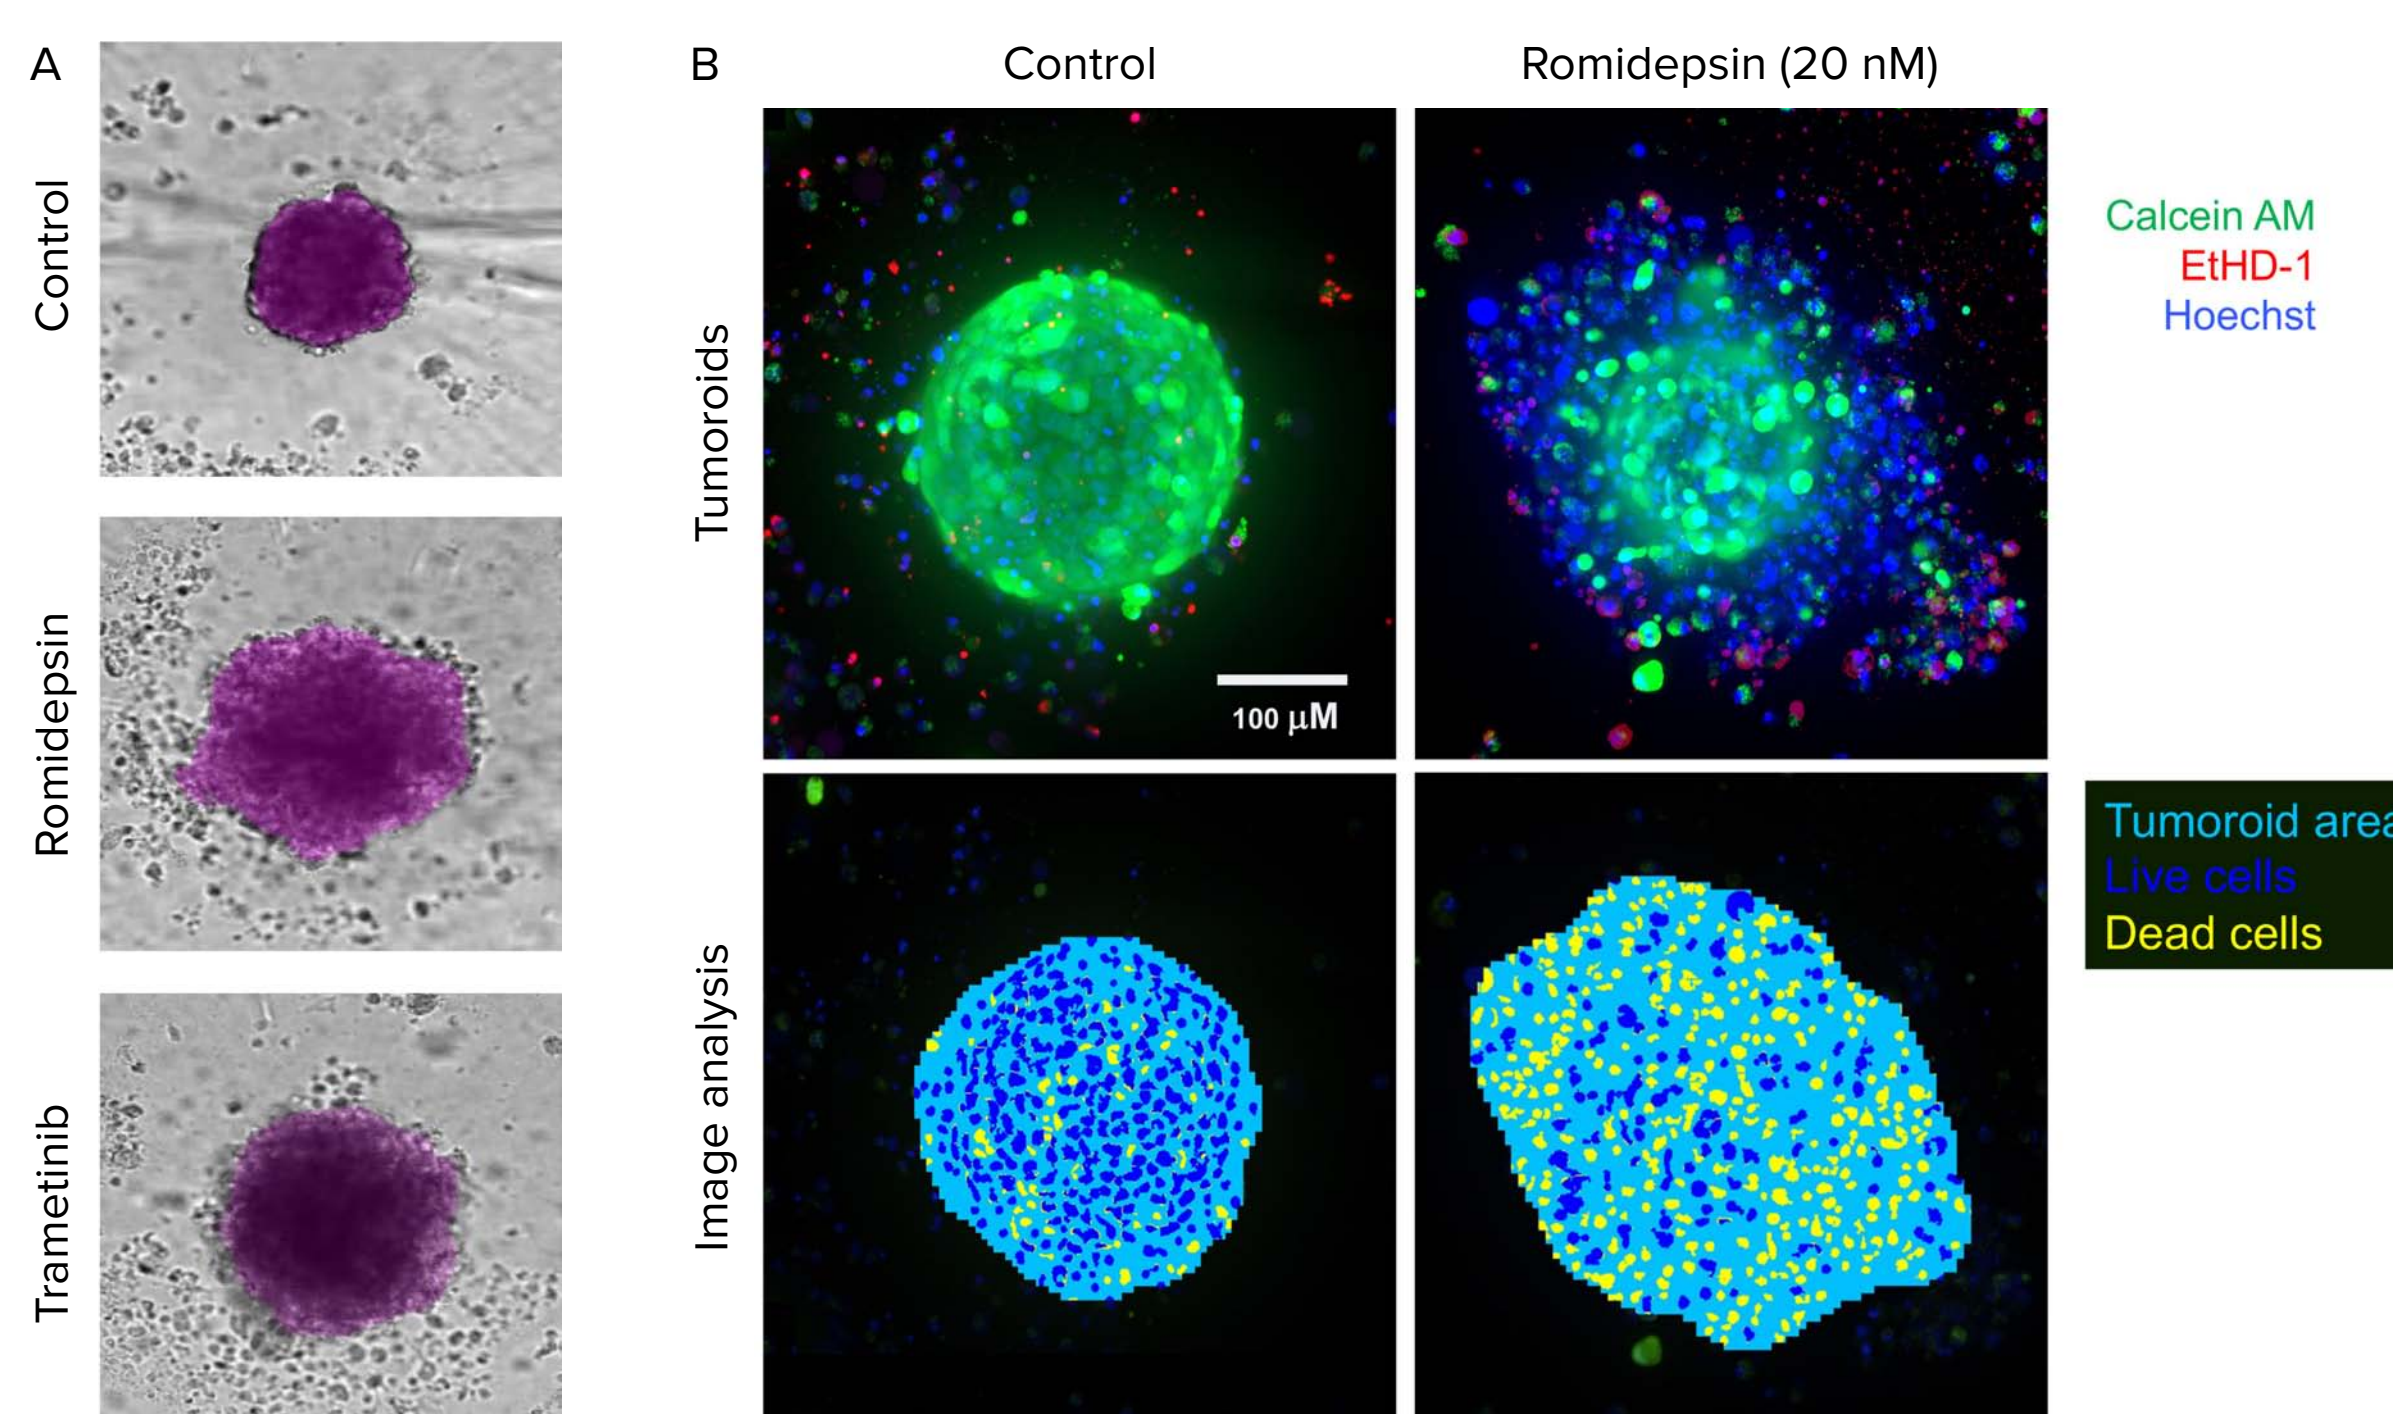 A
Control
Romidepsin
Trametinib
B
Control
Romidepsin (20 nM)
Tumoroids
Image analysis
100 μM
Calcein AM
EtHD-1
Hoechst
Tumoroid area
Live cells
Dead cells